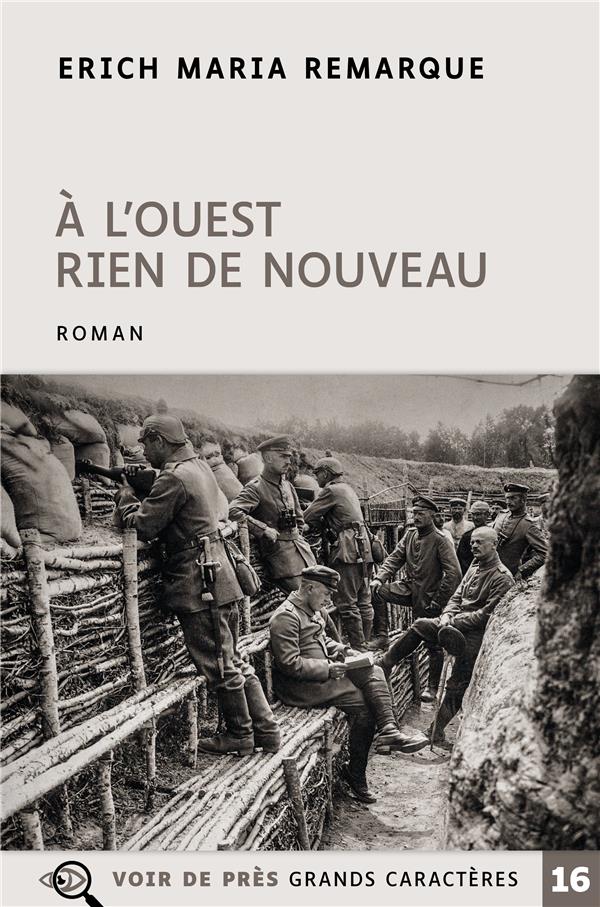 ERICH MARIA REMARQUE
À L’OUEST
RIEN DE NOUVEAU
ROMAN
VOIR DE PRÈS GRANDS CARACTÈRES 16